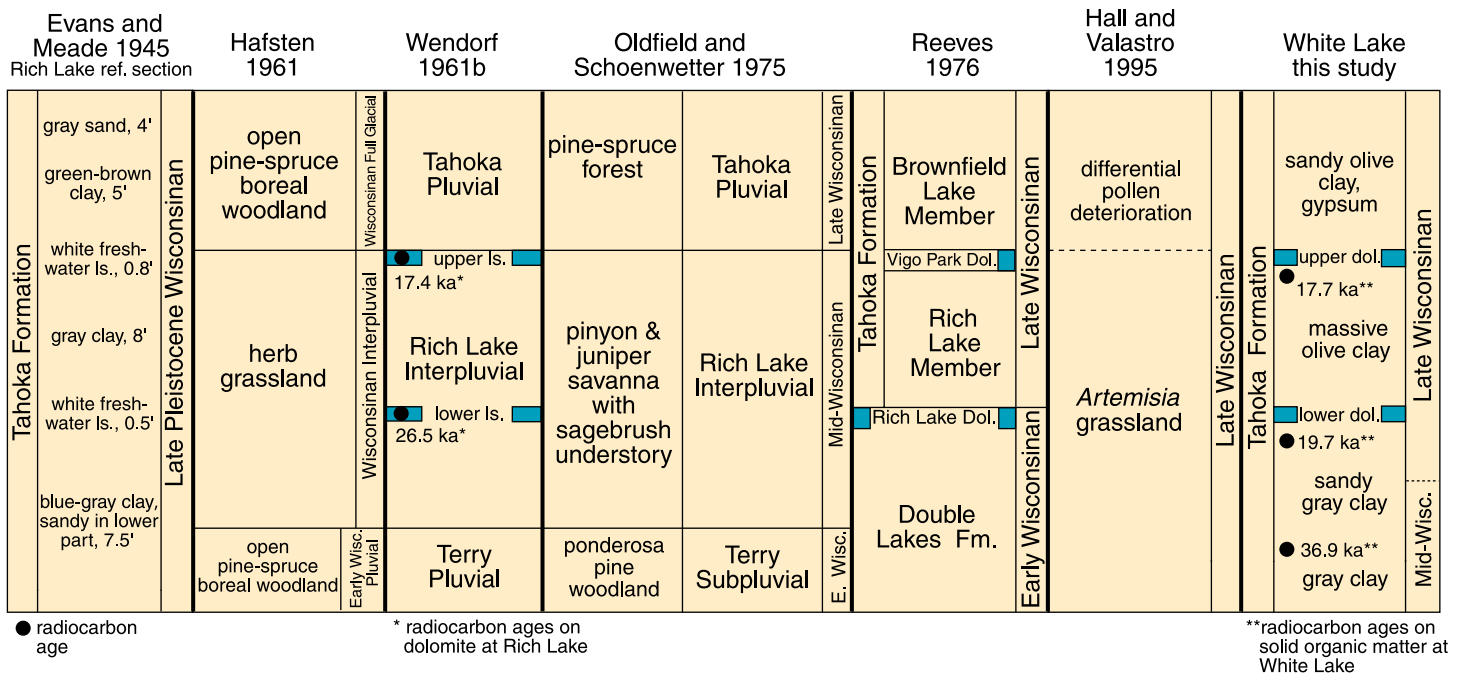 Evans and
Meade 1945
Rich Lake ref. section
Tahoka Formation
gray sand, 4'
green-brown
clay, 5'
white fresh-
water ls., 0.8'
gray clay, 8'
white fresh-
water ls., 0.5'
blue-gray clay,
sandy in lower
part, 7.5'
Late Pleistocene Wisconsinan
Hafsten
1961
open
pine-spruce
boreal
woodland
Wisconsinan Full Glacial
herb
grassland
Wisconsinan Interpluvial
open
pine-spruce
boreal woodland
Early Wisc.
Pluvial
Wendorf
1961b
Tahoka
Pluvial
upper ls.
17.4 ka*
Rich Lake
Interpluvial
lower ls.
26.5 ka*
Terry
Pluvial
Oldfield and
Schoenwetter 1975
pine-spruce
forest
Tahoka
Pluvial
Late Wisconsinan
pinyon &
juniper
savanna
with
sagebrush
understory
Rich Lake
Interpluvial
Mid-Wisconsinan
ponderosa
pine
woodland
Terry
Subpluvial
E. Wisc.
Reeves
1976
Tahoka Formation
Brownfield
Lake
Member
Vigo Park Dol.
Rich
Lake
Member
Late Wisconsinan
Rich Lake Dol.
Double
Lakes Fm.
Early Wisconsinan
Hall and
Valastro
1995
differential
pollen
deterioration
Artemisia
grassland
Late Wisconsinan
White Lake
this study
Tahoka Formation
sandy olive
clay,
gypsum
upper dol.
17.7 ka**
massive
olive clay
lower dol.
19.7 ka**
sandy
gray clay
36.9 ka**
gray clay
Late Wisconsinan
Mid-Wisc.
radiocarbon
age
* radiocarbon ages on
dolomite at Rich Lake
**radiocarbon ages on
solid organic matter at
White Lake